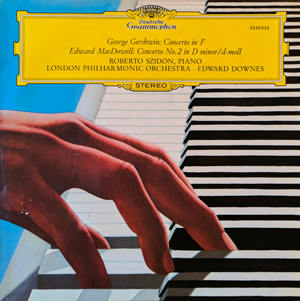 Deutsche
Grammophon
2530 055
George Gershwin: Concerto in F
Edward MacDowell: Concerto No. 2 in D minor/d-moll
ROBERTO SZIDON, PIANO
LONDON PHILHARMONIC ORCHESTRA · EDWARD DOWNES
STEREO